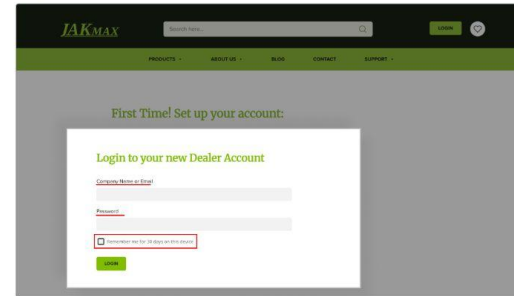 JAKMAX
Search here...
LOGIN
PRODUCTS
ABOUT US
BLOG
CONTACT
SUPPORT
First Time! Set up your account:
Login to your new Dealer Account
Company Name or Email
Password
Remember me for 30 days on this device
LOGIN